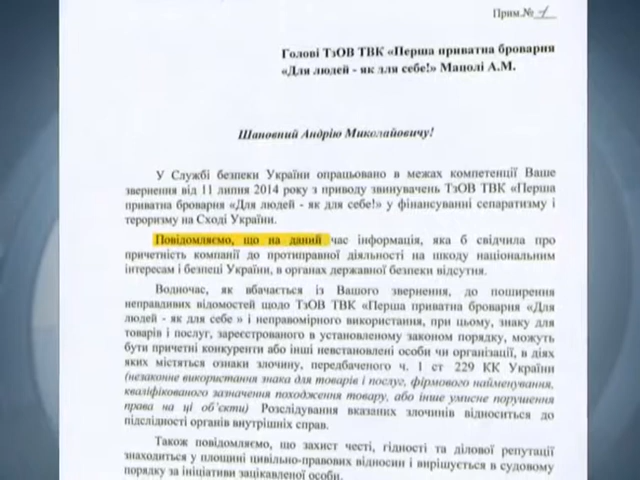 Прим.№ 1
Голові ТзОВ ТВК «Перша приватна броварня
«Для людей - як для себе!» Мацолі А.М.
Шановний Андрію Миколайовичу!
У Службі безпеки України опрацьовано в межах компетенції Ваше
звернення від 11 липня 2014 року з приводу звинувачень ТзОВ ТВК «Перша
приватна броварня «Для людей - як для себе!» у фінансуванні сепаратизму і
тероризму на Сході України.
Повідомляємо, що на даний час інформація, яка б свідчила про
причетність компанії до протиправної діяльності на шкоду національним
інтересам і безпеці України, в органах державної безпеки відсутня.
Водночас, як вбачається із Вашого звернення, до поширення
неправдивих відомостей щодо ТзОВ ТВК «Перша приватна броварня «Для
людей - як для себе » і неправомірного використання, при цьому, знаку для
товарів і послуг, зареєстрованого в установленому законом порядку, можуть
бути причетні конкуренти або інші невстановлені особи чи організації, в діях
яких містяться ознаки злочину, передбаченого ч. 1 ст 229 КК України
(незаконне використання знака для товарів і послуг, фірмового найменування,
кваліфікованого зазначення походження товару, або інше умисне порушення
права на ці об'єкти) Розслідування вказаних злочинів відноситься до
підслідності органів внутрішніх справ.
Також повідомляємо, що захист честі, гідності та ділової репутації
знаходиться у площині цивільно-правових відносин і вирішується в судовому
порядку за ініціативи зацікавленої особи.